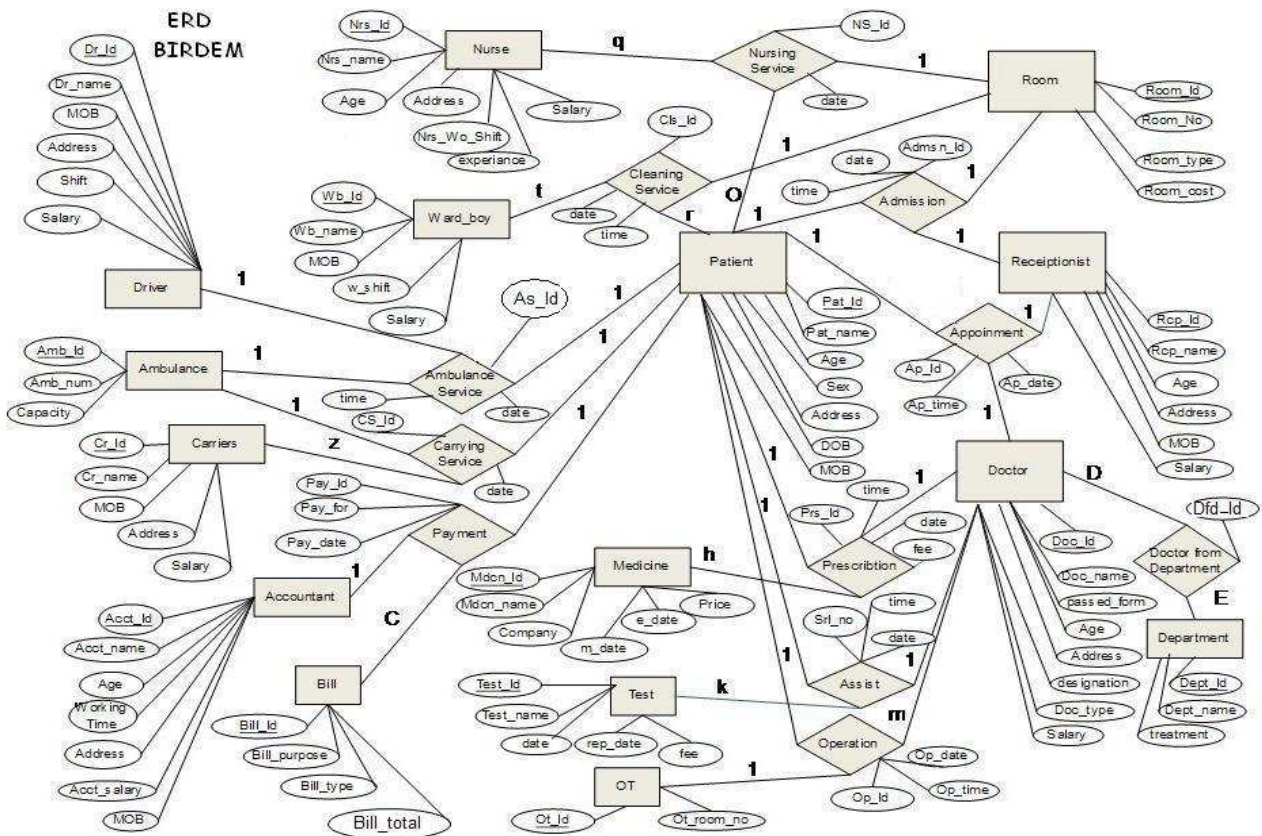 ERD
BIRDEM
Dr_Id
Dr_name
MOB
Address
Shift
Salary
Driver
1
Nrs_Id
Nrs_name
Age
Nurse
Address
Nrs_Wo_Shift
experiance
Salary
q
Nursing
Service
NS_Id
date
1
Room
Room_Id
Room_No
Room_type
Room_cost
Cls_Id
Cleaning
Service
date
time
t
r
1
O
Wb_Id
Wb_name
MOB
w_shift
Salary
Ward_boy
date
time
Admsn_Id
Admission
1
1
1
Patient
Pat_Id
Pat_name
Age
Sex
Address
DOB
MOB
Receiptionist
Rcp_Id
Rcp_name
Age
Address
MOB
Salary
1
Appoinment
1
Ap_Id
Ap_time
Ap_date
1
As_Id
Ambulance
Service
time
date
1
1
Amb_Id
Amb_num
Capacity
Ambulance
1
CS_Id
Carrying
Service
date
1
1
Cr_Id
Cr_name
MOB
Address
Salary
Carriers
z
Pay_Id
Pay_for
Pay_date
Payment
1
C
Acct_Id
Acct_name
Age
Working
Time
Address
Acct_salary
MOB
Accountant
Bill
Bill_Id
Bill_purpose
Bill_type
Bill_total
Doctor
Doc_Id
Doc_name
passed_form
Age
Address
designation
Doc_type
Salary
D
Dfd_Id
Doctor from
Department
E
Department
Dept_Id
Dept_name
treatment
Prs_Id
time
date
fee
Prescribtion
1
1
Medicine
h
Mdcn_Id
Mdcn_name
Company
m_date
e_date
Price
Srl_no
time
date
Assist
1
1
Test
k
Test_Id
Test_name
date
rep_date
fee
Operation
m
Op_date
Op_time
Op_Id
OT
1
Ot_Id
Ot_room_no